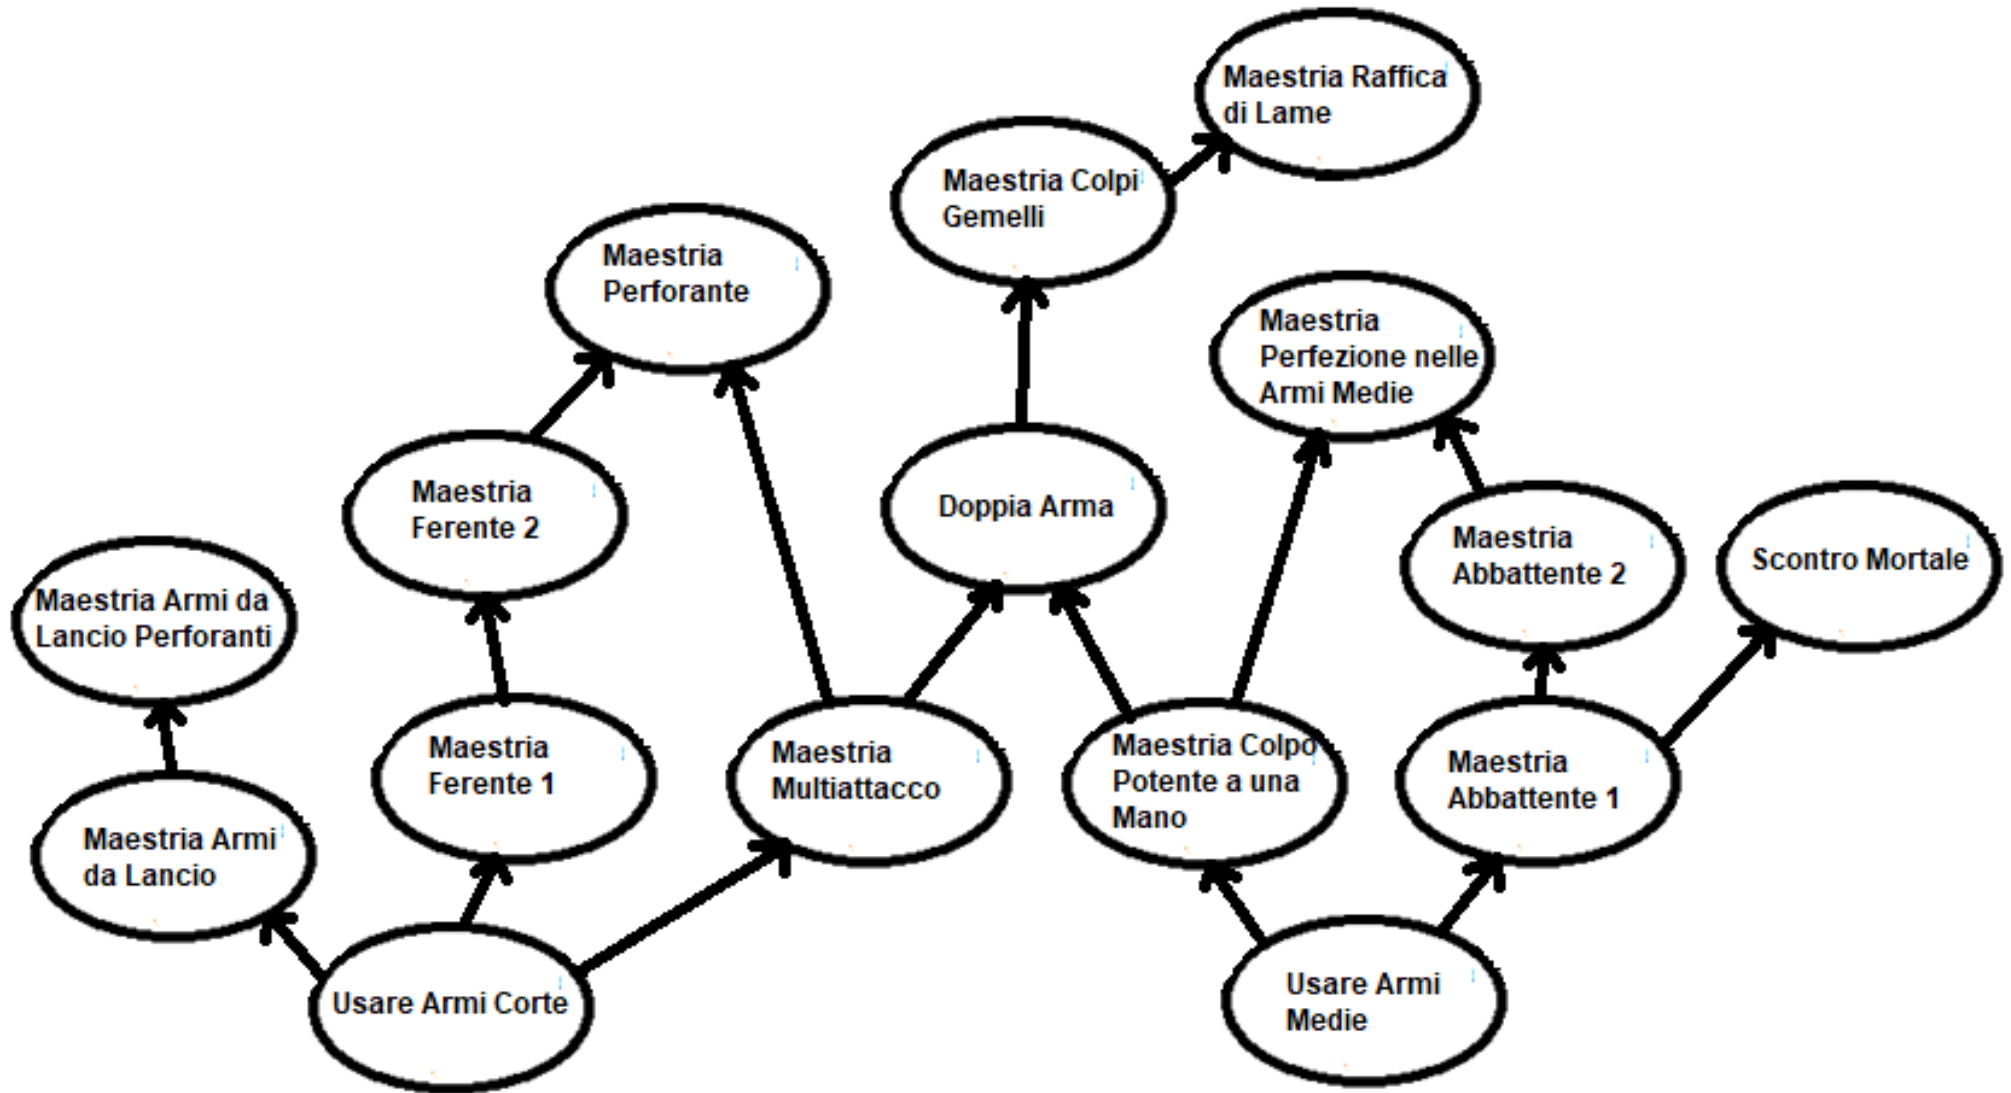 Maestria Raffica
di Lame
Maestria Colpi
Gemelli
Maestria
Perforante
Maestria
Perfezione nelle
Armi Medie
Maestria
Ferente 2
Doppia Arma
Maestria
Abbattente 2
Scontro Mortale
Maestria Armi da
Lancio Perforanti
Maestria
Ferente 1
Maestria
Multiattacco
Maestria Colpo
Potente a una
Mano
Maestria
Abbattente 1
Maestria Armi
da Lancio
Usare Armi Corte
Usare Armi
Medie